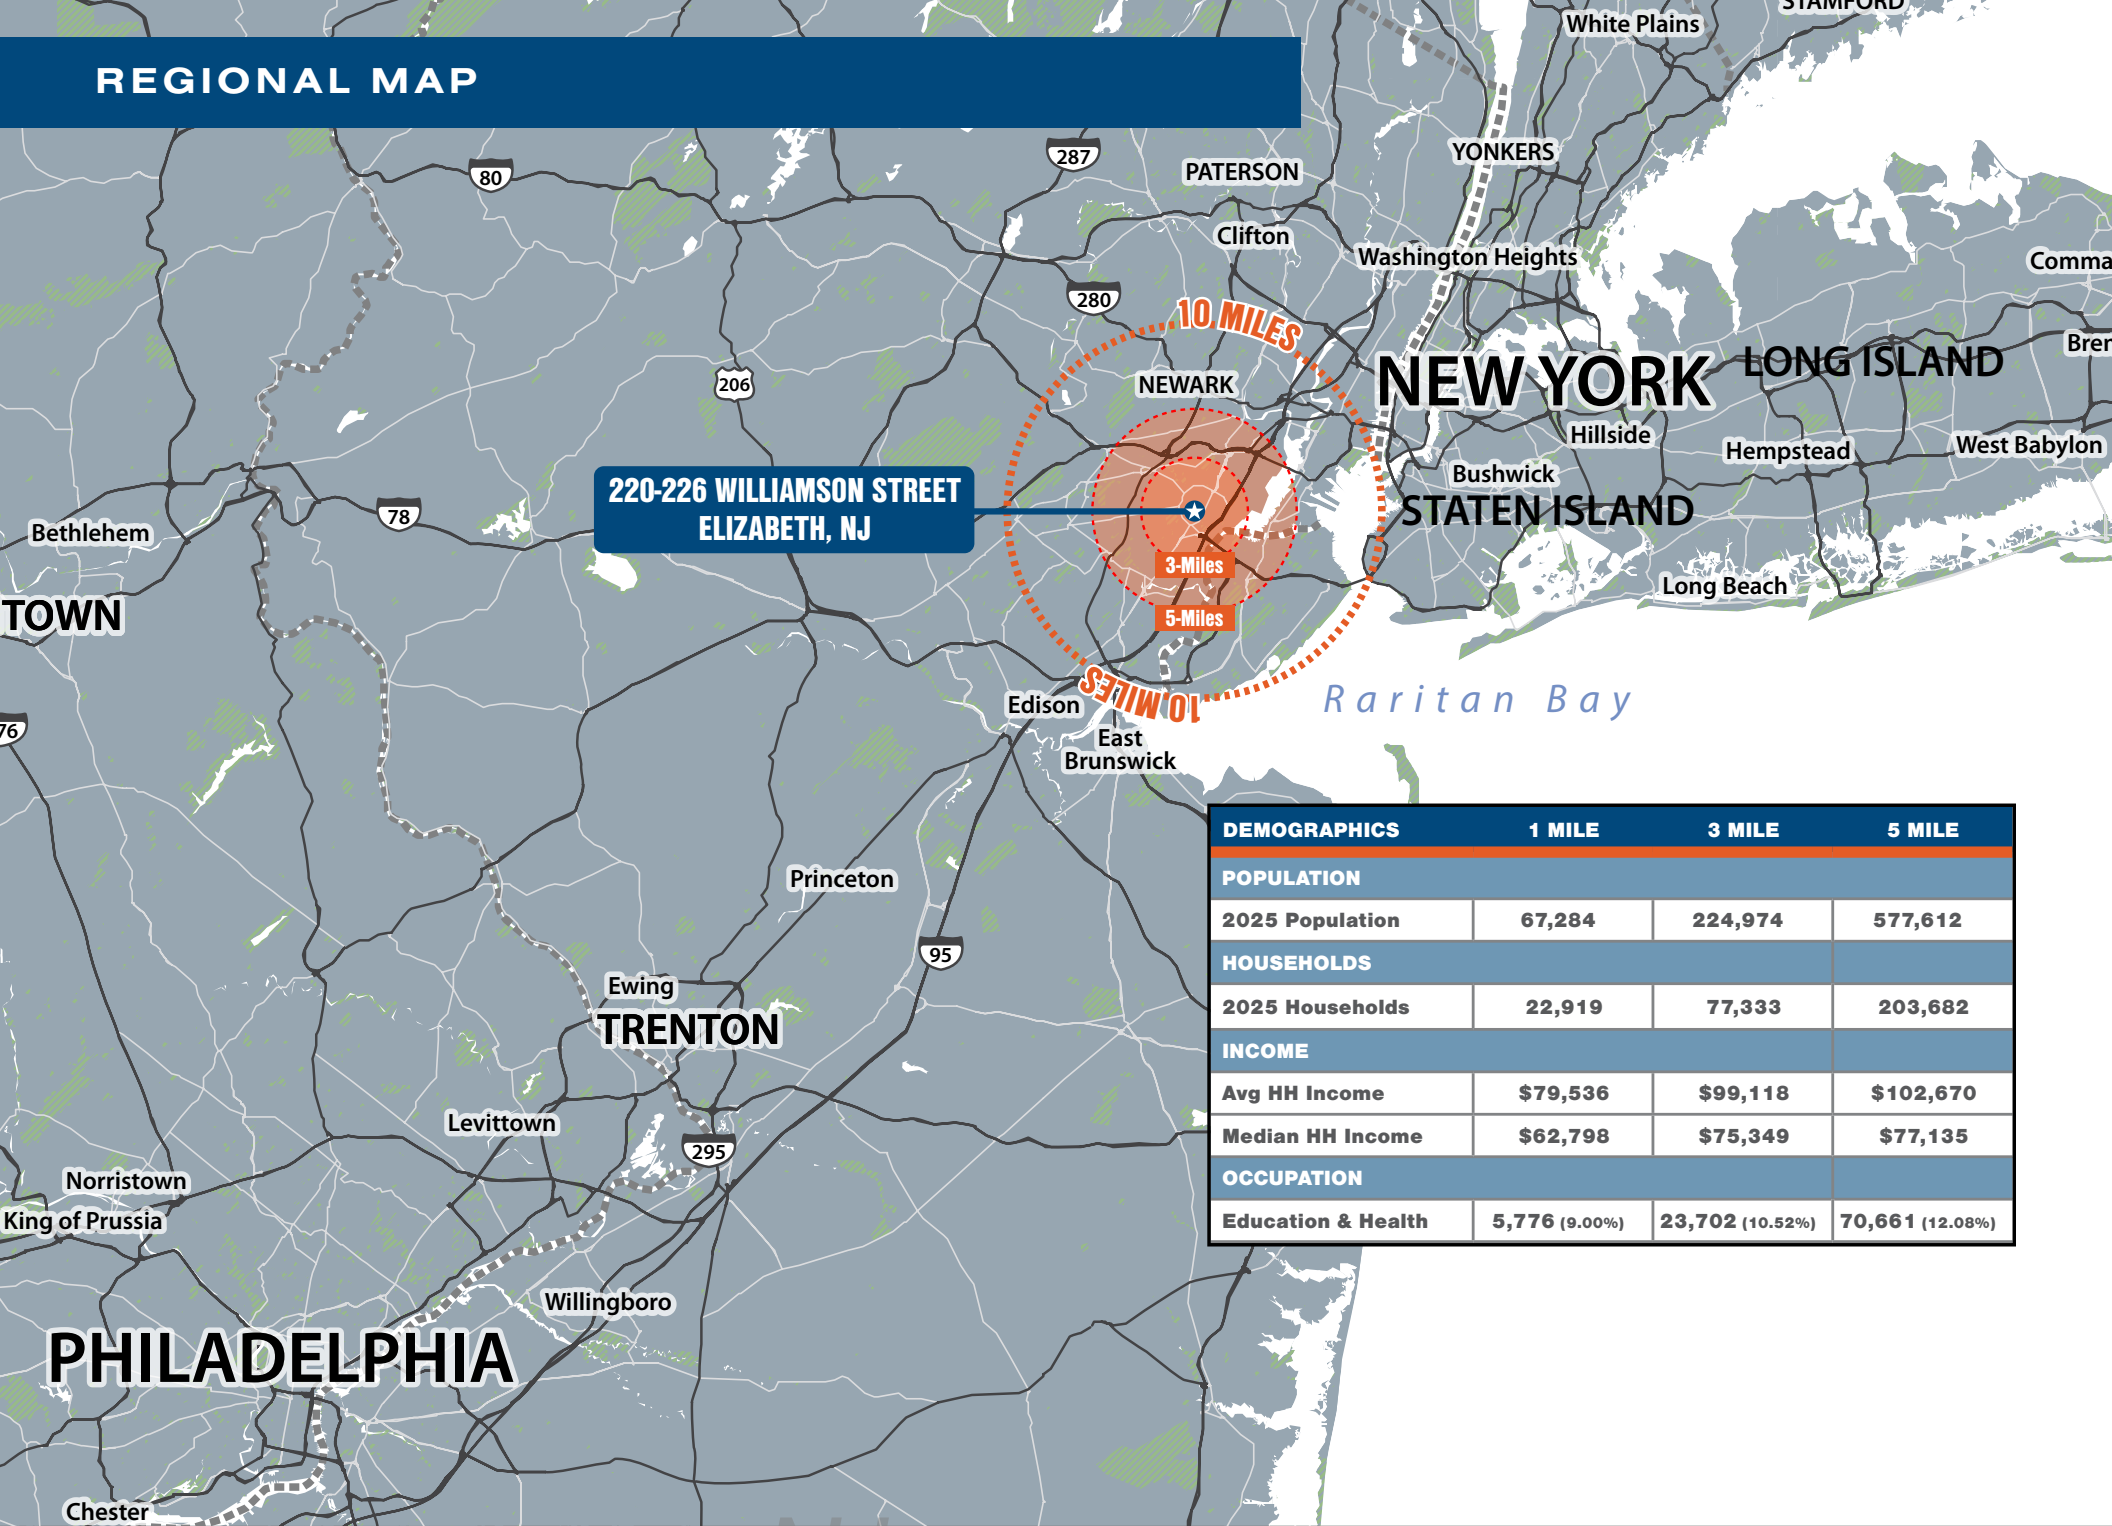 STAMFORD
White Plains
REGIONAL MAP
YONKERS
287
80
PATERSON
Clifton
Washington Heights
Comma
280
10 MILES
Bren
NEW YORK
LONG ISLAND
206
NEWARK
Hillside
Hempstead
West Babylon
Bushwick
220-226 WILLIAMSON STREET
ELIZABETH, NJ
STATEN ISLAND
78
Bethlehem
3-Miles
Long Beach
TOWN
5-Miles
10 MILES
Raritan Bay
Edison
76
East
Brunswick
DEMOGRAPHICS 1 MILE 3 MILE 5 MILE
POPULATION
2025 Population 67,284 224,974 577,612
HOUSEHOLDS
2025 Households 22,919 77,333 203,682
INCOME
Avg HH Income $79,536 $99,118 $102,670
Median HH Income $62,798 $75,349 $77,135
OCCUPATION
Education & Health 5,776 (9.00%) 23,702 (10.52%) 70,661 (12.08%)
Princeton
95
Ewing
TRENTON
Levittown
295
Norristown
King of Prussia
Willingboro
PHILADELPHIA
Chester